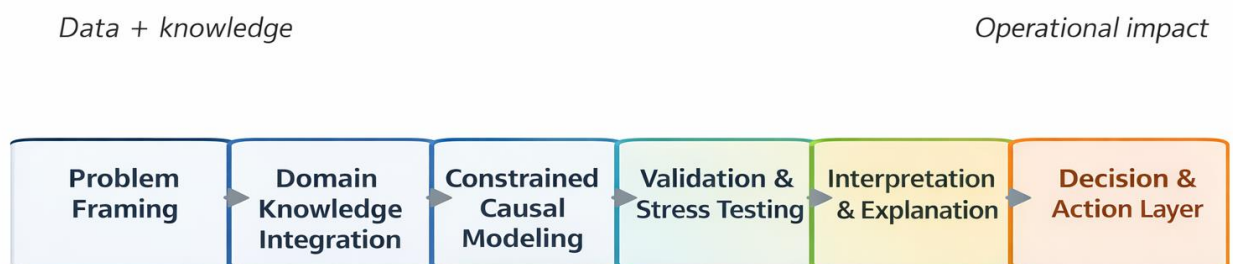 Data + knowledge
Operational impact
Problem
Framing
Domain
Knowledge
Integration
Constrained
Causal
Modeling
Validation &
Stress Testing
Interpretation
& Explanation
Decision &
Action Layer